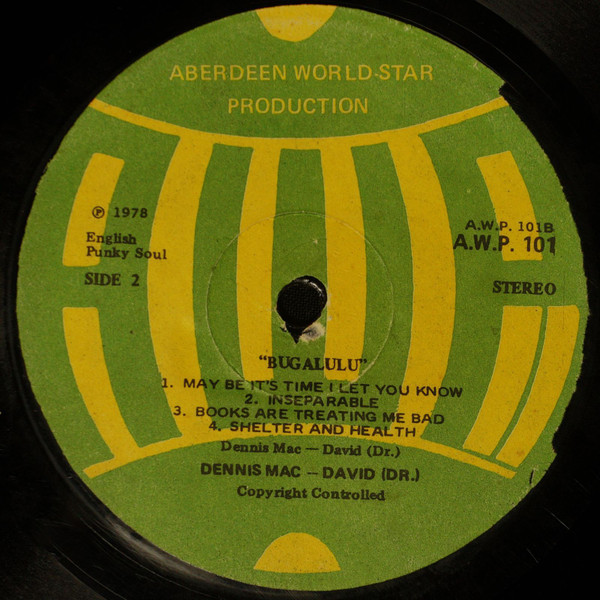 ABERDEEN WORLD-STAR
PRODUCTION
℗ 1978
English
Punky Soul
SIDE 2
A.W.P. 101B
A.W.P. 101
STEREO
"BUGALULU"
1. MAY BE IT'S TIME I LET YOU KNOW
2. INSEPARABLE
3. BOOKS ARE TREATING ME BAD
4. SHELTER AND HEALTH
Dennis Mac — David (Dr.)
DENNIS MAC – DAVID (DR.)
Copyright Controlled